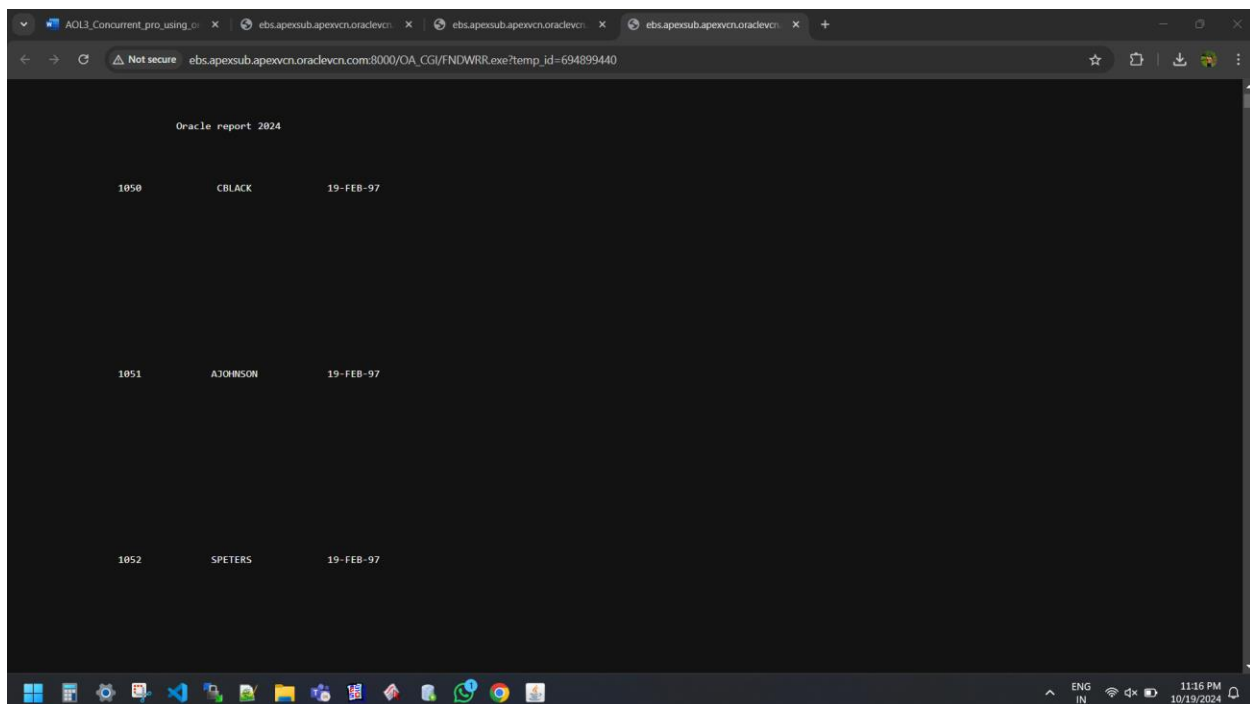 AOL3_Concurrent_pro_using_o
ebs.apexsub.apexvcn.oraclevcn.
ebs.apexsub.apexvcn.oraclevcn.
ebs.apexsub.apexvcn.oraclevcn.
Not secure ebs.apexsub.apexvcn.oraclevcn.com:8000/OA_CGI/FNDWRR.exe?temp_id=694899440
Oracle report 2024
1050 CBLACK 19-FEB-97
1051 AJOHNSON 19-FEB-97
1052 SPETERS 19-FEB-97
1
ENG
IN
11:16 PM
10/19/2024